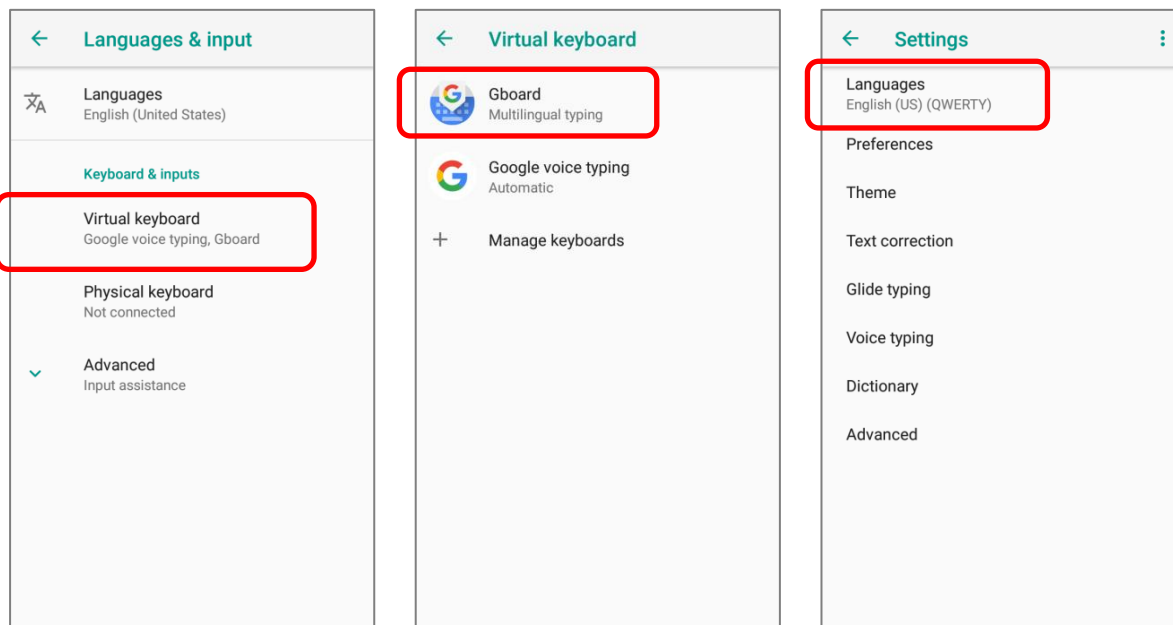 Languages & input
Languages
English (United States)
Keyboard & inputs
Virtual keyboard
Google voice typing, Gboard
Physical keyboard
Not connected
Advanced
Input assistance
Virtual keyboard
Gboard
Multilingual typing
Google voice typing
Automatic
Manage keyboards
Settings
Languages
English (US) (QWERTY)
Preferences
Theme
Text correction
Glide typing
Voice typing
Dictionary
Advanced